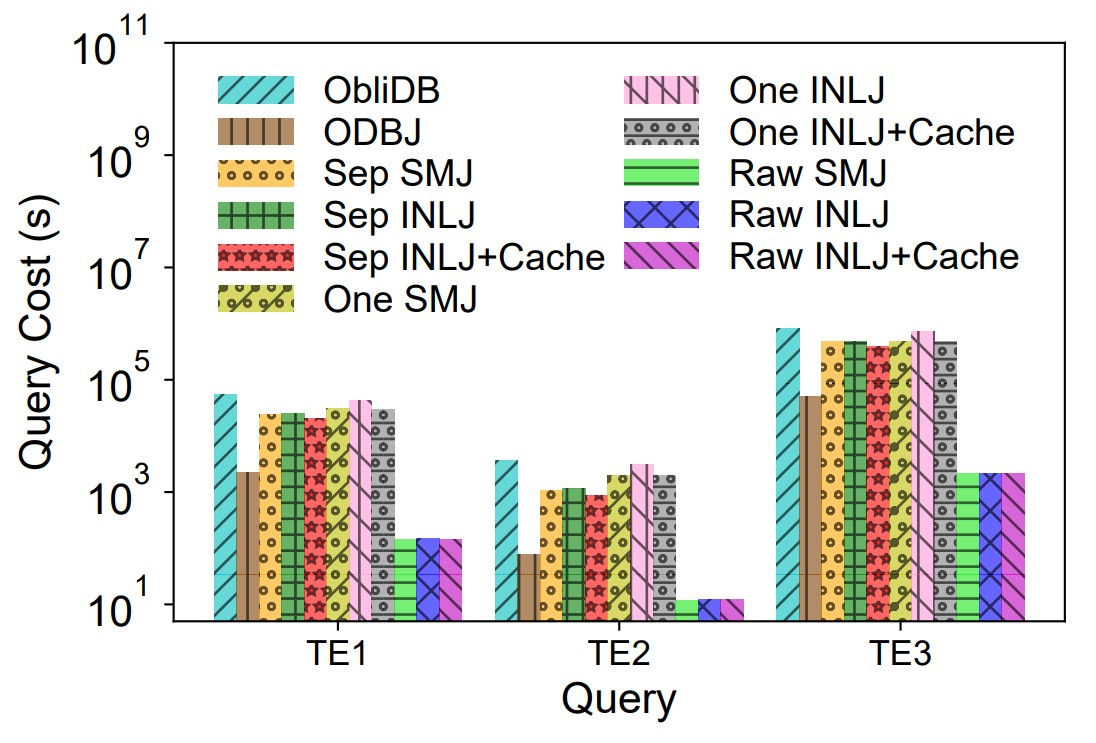 10^11
10^9
10^7
10^5
10^3
10^1
Query Cost (s)
ObliDB
ODBJ
Sep SMJ
Sep INLJ
Sep INLJ+Cache
One SMJ
One INLJ
One INLJ+Cache
Raw SMJ
Raw INLJ
Raw INLJ+Cache
TE1 TE2 TE3
Query